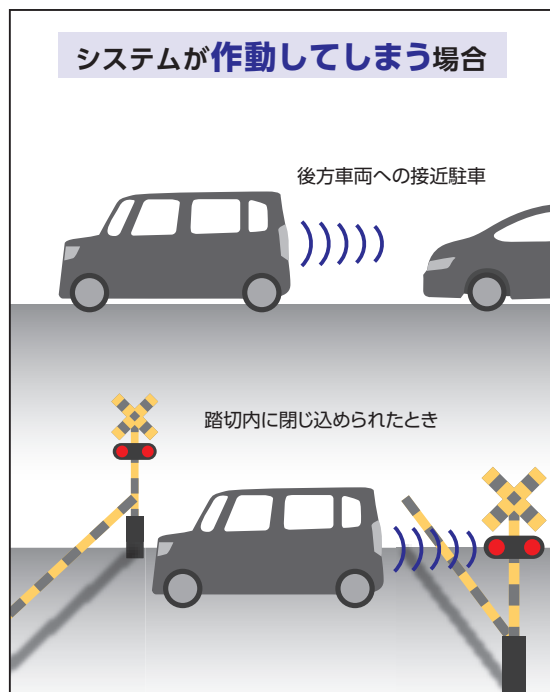 システムが作動してしまう場合
後方車両への接近駐車
踏切内に閉じ込められたとき